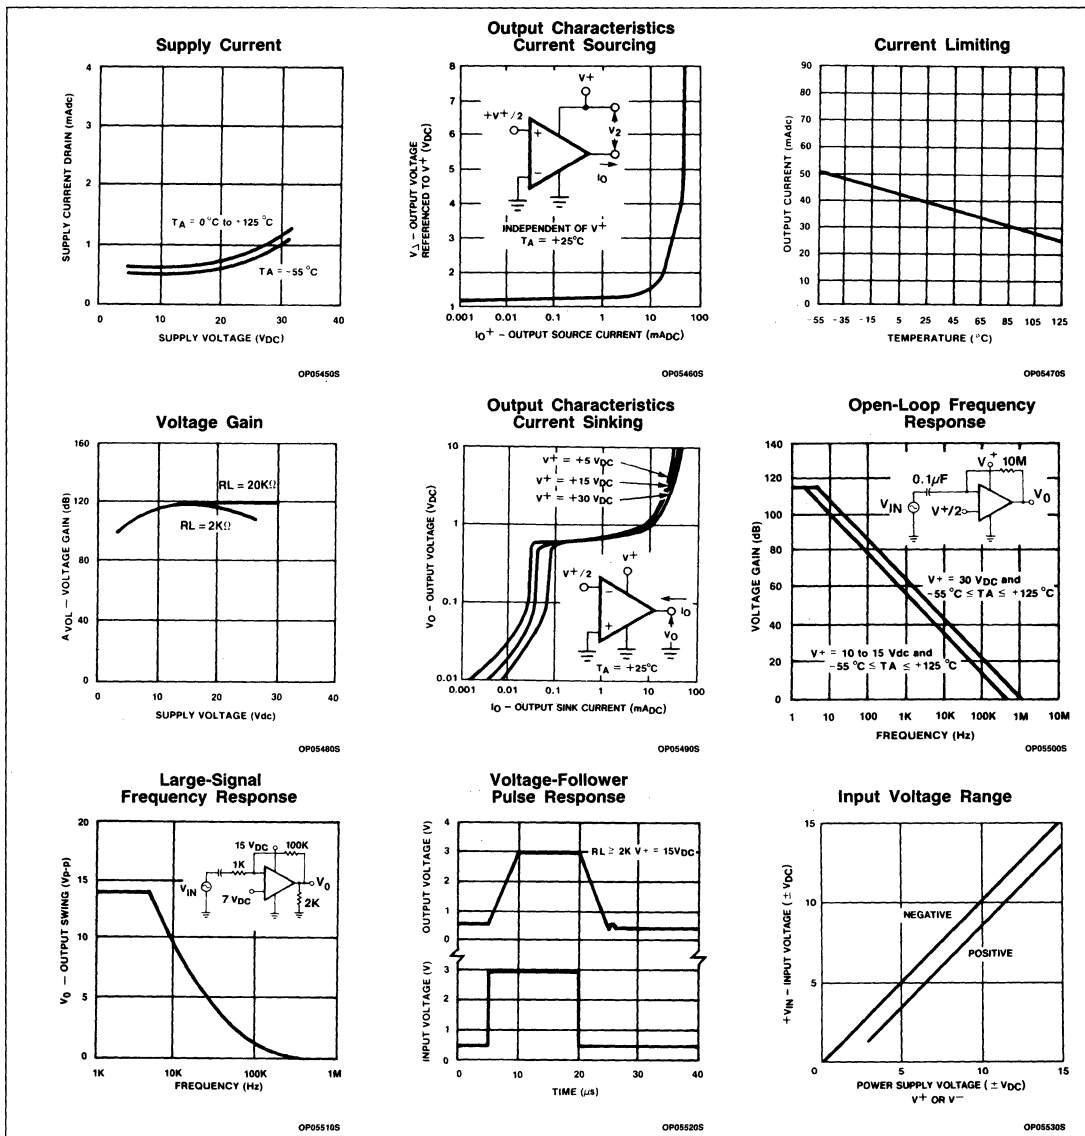 Supply Current
SUPPLY CURRENT DRAIN (mAdc)
4
3
2
1
0
TA = 0°C to +125°C
TA = -55°C
0 10 20 30 40
SUPPLY VOLTAGE (VDC)
OP05450S
Output Characteristics
Current Sourcing
VΔ - OUTPUT VOLTAGE
REFERENCED TO V+ (VDC)
8
7
6
5
4
3
2
1
V+
+V+/2
+
-
V2
IO
INDEPENDENT OF V+
TA = +25°C
0.001 0.01 0.1 1 10 100
IO+ - OUTPUT SOURCE CURRENT (mADC)
OP05460S
Current Limiting
OUTPUT CURRENT (mAdc)
90
80
70
60
50
40
30
20
10
0
-55 -35 -15 5 25 45 65 85 105 125
TEMPERATURE (°C)
OP05470S
Voltage Gain
AVOL — VOLTAGE GAIN (dB)
160
120
80
40
0
RL = 20KΩ
RL = 2KΩ
0 10 20 30 40
SUPPLY VOLTAGE (Vdc)
OP05480S
Output Characteristics
Current Sinking
VO - OUTPUT VOLTAGE (VDC)
10
1
0.1
0.01
V+ = +5 VDC
V+ = +15 VDC
V+ = +30 VDC
V+
V+/2
-
+
IO
VO
TA = +25°C
0.001 0.01 0.1 1 10 100
IO - OUTPUT SINK CURRENT (mADC)
OP05490S
Open-Loop Frequency
Response
VOLTAGE GAIN (dB)
140
120
100
80
60
40
20
0
0.1µF
V+
10M
VIN
V+/2
VO
V+ = 30 VDC and
-55°C ≤ TA ≤ +125°C
V+ = 10 to 15 Vdc and
-55°C ≤ TA ≤ +125°C
1 10 100 1K 10K 100K 1M 10M
FREQUENCY (Hz)
OP05500S
Large-Signal
Frequency Response
VO — OUTPUT SWING (Vp-p)
20
15
10
5
0
15 VDC
100K
1K
VIN
7 VDC
VO
2K
1K 10K 100K 1M
FREQUENCY (Hz)
OP05510S
Voltage-Follower
Pulse Response
OUTPUT VOLTAGE (V)
4
3
2
1
0
RL ≥ 2K V+ = 15VDC
INPUT VOLTAGE (V)
3
2
1
0 10 20 30 40
TIME (µs)
OP05520S
Input Voltage Range
+VIN - INPUT VOLTAGE (±VDC)
15
10
5
NEGATIVE
POSITIVE
0 5 10 15
POWER SUPPLY VOLTAGE (±VDC)
V+ OR V-
OP05530S